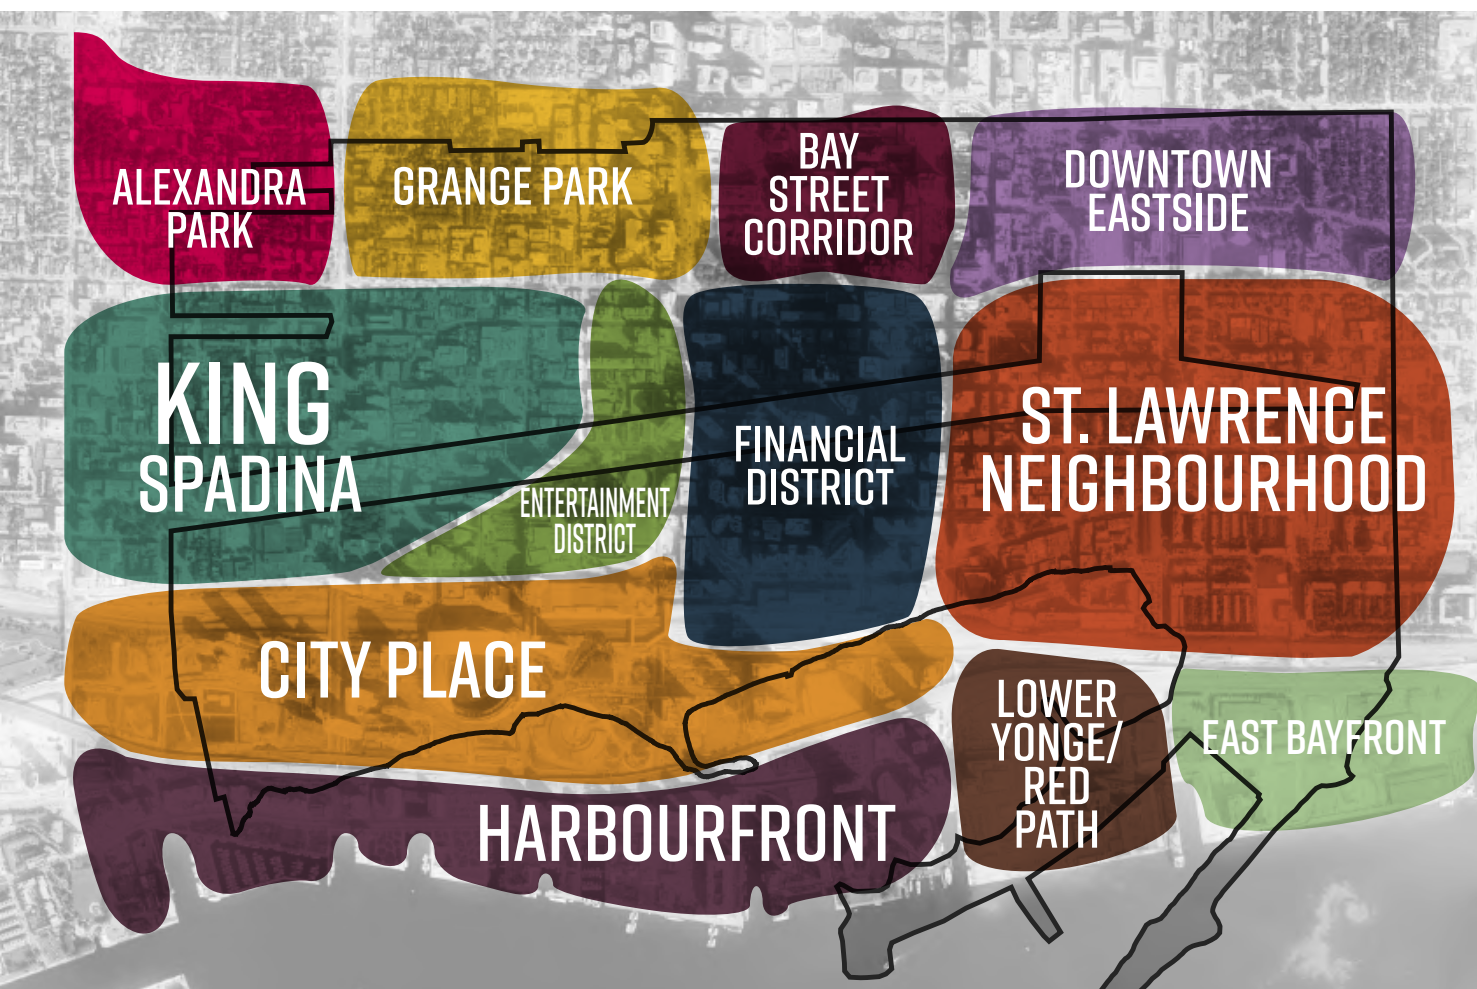 ALEXANDRA
PARK
GRANGE PARK
BAY
STREET
CORRIDOR
DOWNTOWN
EASTSIDE
KING
SPADINA
ENTERTAINMENT
DISTRICT
FINANCIAL
DISTRICT
ST. LAWRENCE
NEIGHBOURHOOD
CITY PLACE
LOWER
YONGE/
RED
PATH
EAST BAYFRONT
HARBOURFRONT